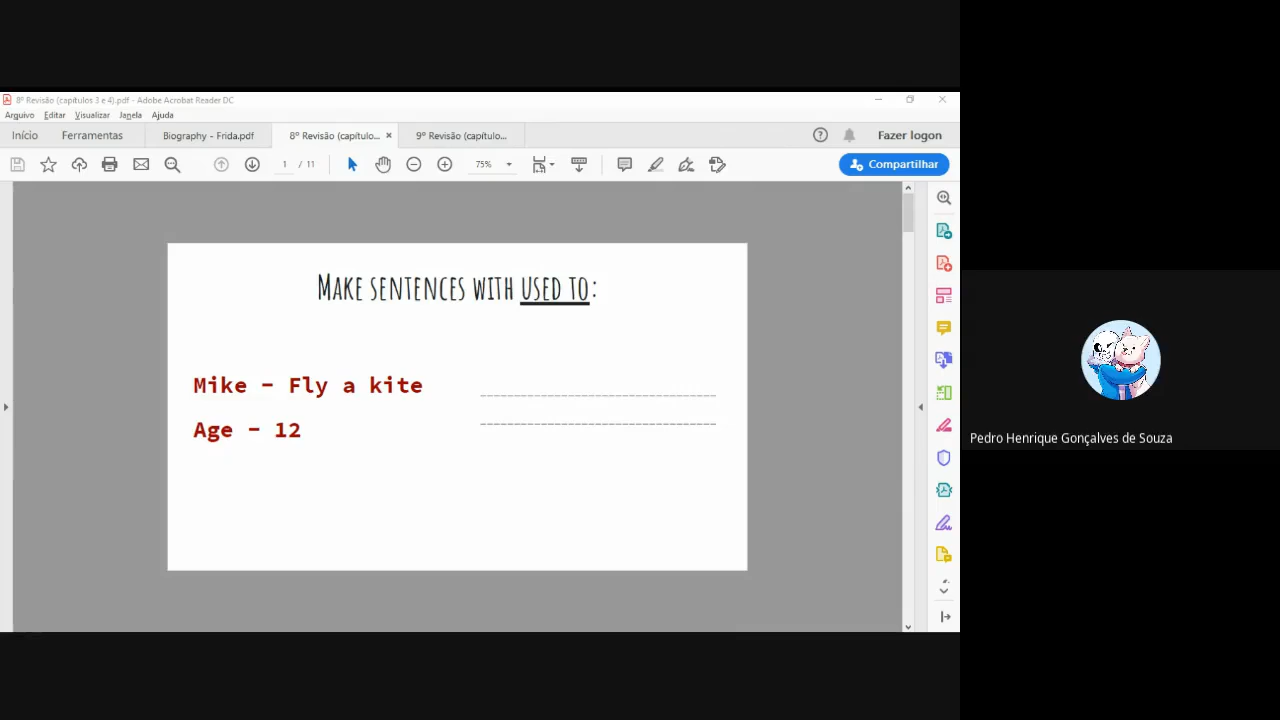 8º Revisão (capítulos 3 e 4).pdf - Adobe Acrobat Reader DC
Arquivo Editar Visualizar Janela Ajuda
Início Ferramentas Biography - Frida.pdf 8º Revisão (capítulo... × 9º Revisão (capítulo... Fazer logon
1 / 11 75% Compartilhar
MAKE SENTENCES WITH USED TO:
Mike - Fly a kite
Age - 12
Pedro Henrique Gonçalves de Souza